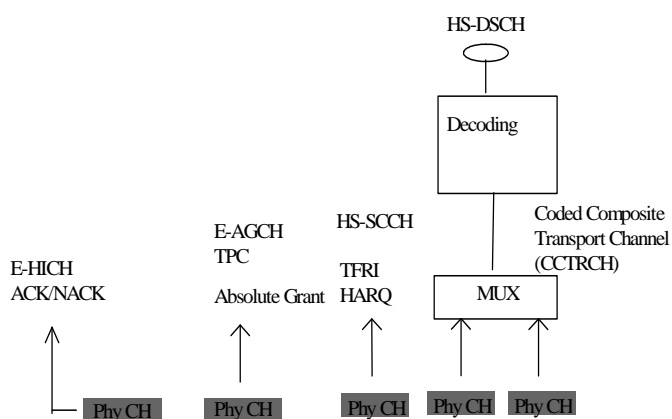 HS-DSCH
Decoding
HS-SCCH
E-AGCH
TPC
Coded Composite
Transport Channel
(CCTRCH)
E-HICH
ACK/NACK
Absolute Grant
TFRI
HARQ
MUX
Phy CH
Phy CH
Phy CH
Phy CH
Phy CH